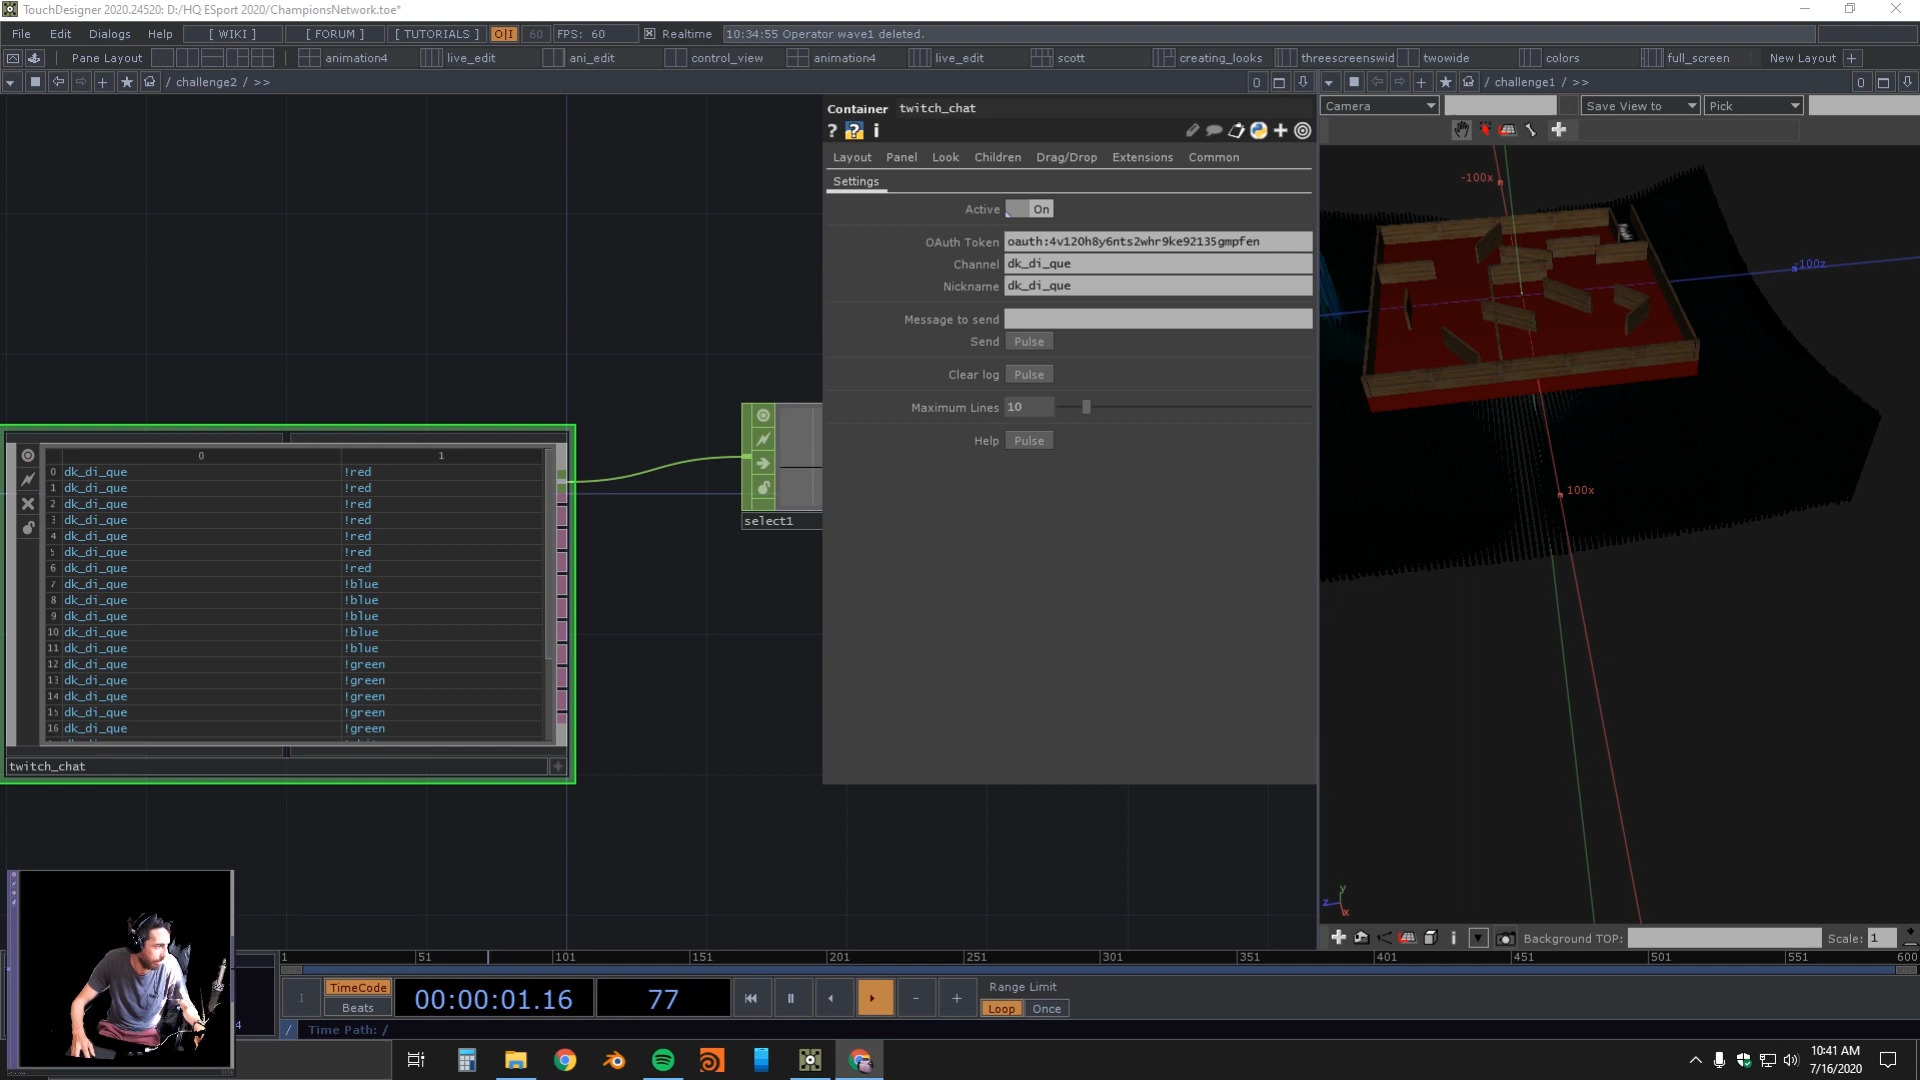 TouchDesigner 2020.24520: D:/HQ ESport 2020/ChampionsNetwork.toe*
File Edit Dialogs Help [ WIKI ] [ FORUM ] [ TUTORIALS ] O|I 60 FPS: 60 Realtime 10:34:55 Operator wave1 deleted.
Pane Layout animation4 live_edit ani_edit control_view animation4 live_edit scott creating_looks threescreenswid twowide colors full_screen New Layout +
/ challenge2 / >> 0
/ challenge1 / >> 0
Container twitch_chat
? ? i
Layout Panel Look Children Drag/Drop Extensions Common
Settings
Active On
OAuth Token oauth:4v120h8y6nts2whr9ke92135gmpfen
Channel dk_di_que
Nickname dk_di_que
Message to send
Send Pulse
Clear log Pulse
Maximum Lines 10
Help Pulse
Camera Save View to Pick
-100x
-100z
100x
y
z
x
0 1
0 dk_di_que !red
1 dk_di_que !red
2 dk_di_que !red
3 dk_di_que !red
4 dk_di_que !red
5 dk_di_que !red
6 dk_di_que !red
7 dk_di_que !blue
8 dk_di_que !blue
9 dk_di_que !blue
10 dk_di_que !blue
11 dk_di_que !blue
12 dk_di_que !green
13 dk_di_que !green
14 dk_di_que !green
15 dk_di_que !green
16 dk_di_que !green
twitch_chat
select1
i Background TOP: Scale: 1
1 51 101 151 201 251 301 351 401 451 501 551 600
I TimeCode
Beats
00:00:01.16 77 - +
Range Limit
Loop Once
4
/ Time Path: /
10:41 AM
7/16/2020